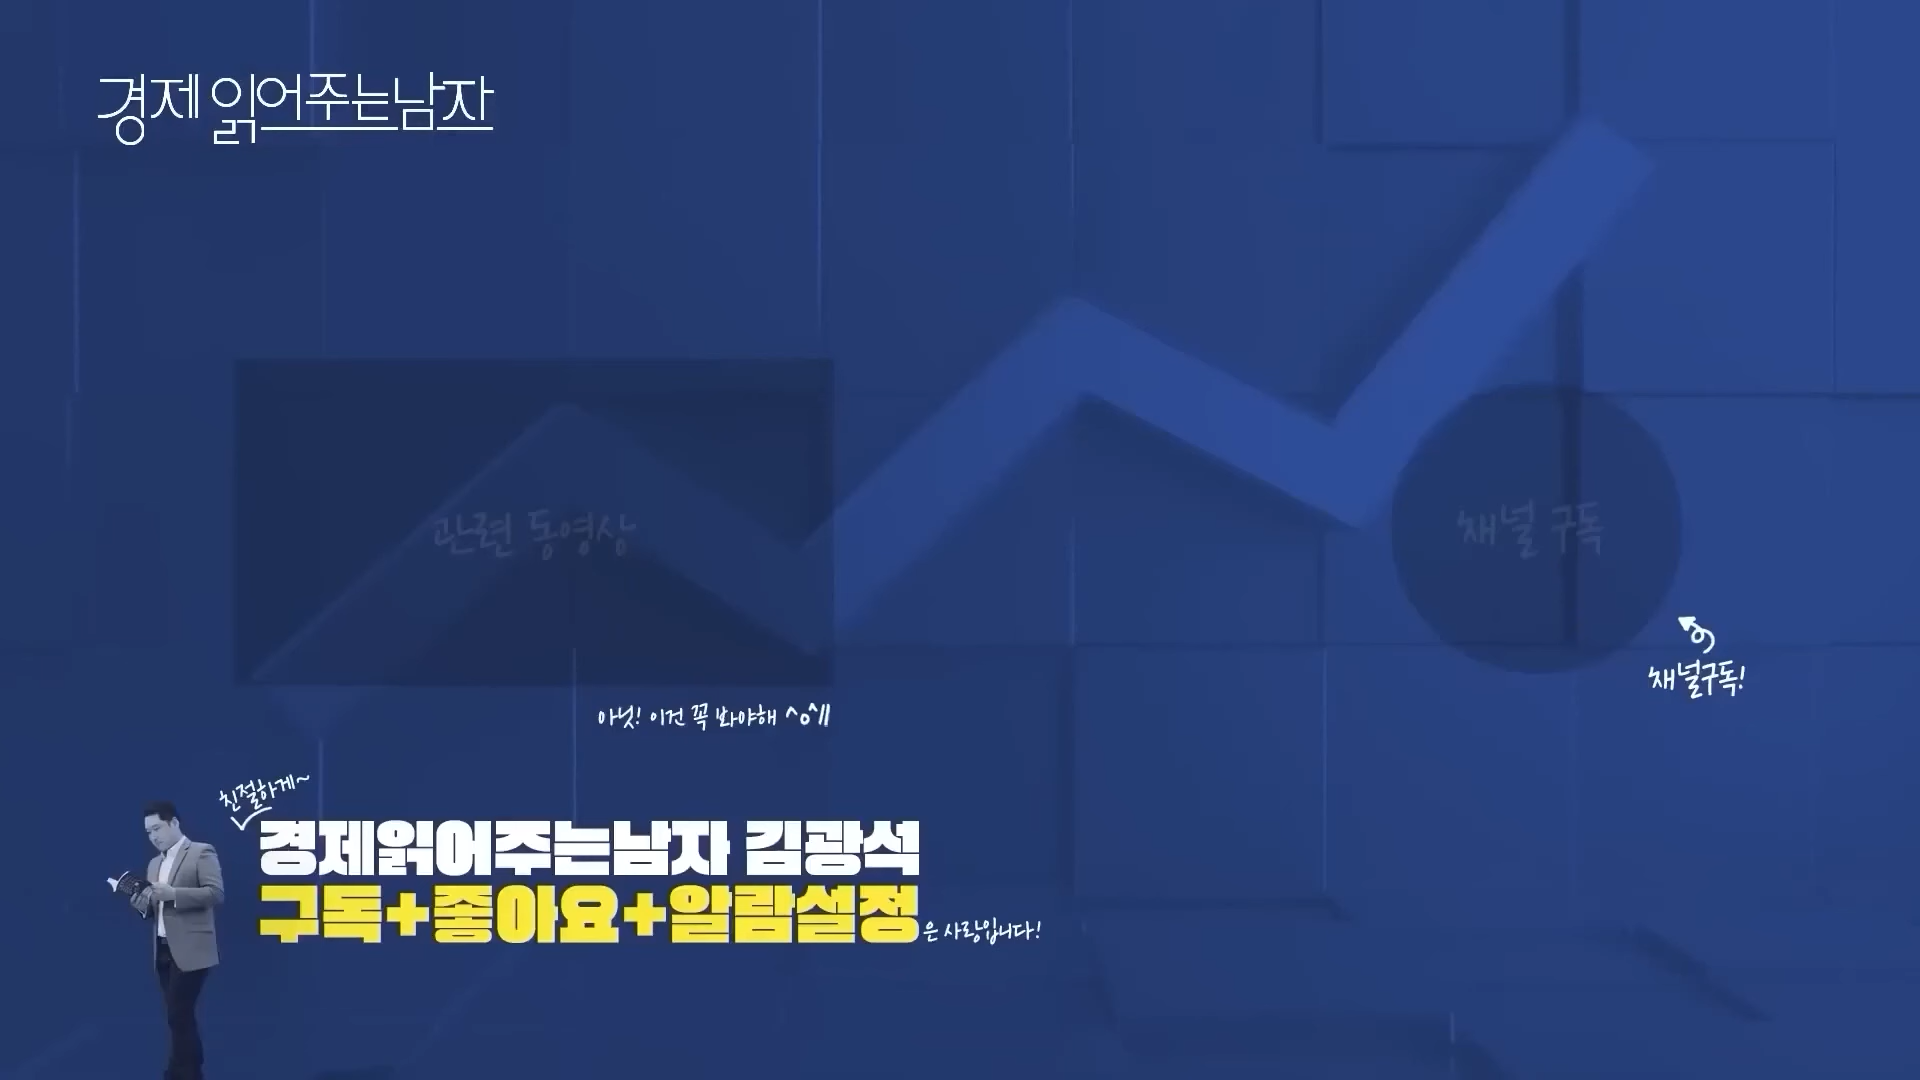 경제 읽어주는남자
관련 동영상
채널 구독
채널구독!
아닛! 이건 꼭 봐야해 ^o^||
친절하게~
경제읽어주는남자 김광석
구독+좋아요+알람설정은 사랑입니다!